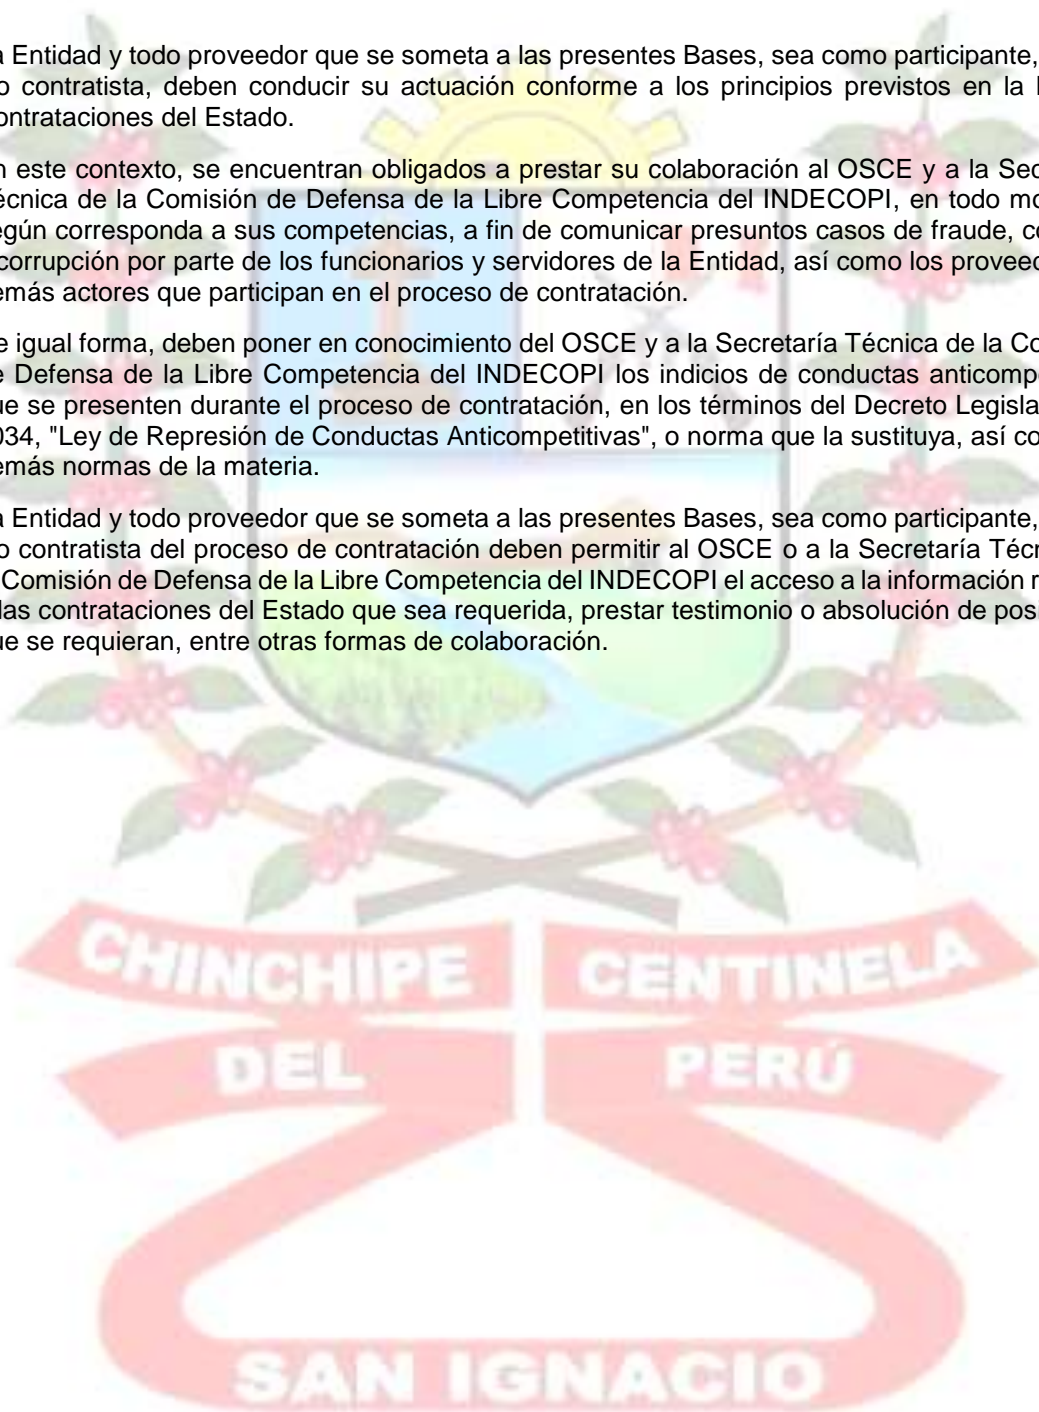 a Entidad y todo proveedor que se someta a las presentes Bases, sea como participante,
o contratista, deben conducir su actuación conforme a los principios previstos en la
ontrataciones del Estado.
n este contexto, se encuentran obligados a prestar su colaboración al OSCE y a la Sec
écnica de la Comisión de Defensa de la Libre Competencia del INDECOPI, en todo mo
egún corresponda a sus competencias, a fin de comunicar presuntos casos de fraude, co
corrupción por parte de los funcionarios y servidores de la Entidad, así como los proveed
emás actores que participan en el proceso de contratación.
e igual forma, deben poner en conocimiento del OSCE y a la Secretaría Técnica de la Co
e Defensa de la Libre Competencia del INDECOPI los indicios de conductas anticompe
ue se presenten durante el proceso de contratación, en los términos del Decreto Legisla
034, "Ley de Represión de Conductas Anticompetitivas", o norma que la sustituya, así co
emás normas de la materia.
a Entidad y todo proveedor que se someta a las presentes Bases, sea como participante,
o contratista del proceso de contratación deben permitir al OSCE o a la Secretaría Técn
Comisión de Defensa de la Libre Competencia del INDECOPI el acceso a la información r
las contrataciones del Estado que sea requerida, prestar testimonio o absolución de posi
ue se requieran, entre otras formas de colaboración.
CHINCHIPE CENTINELA
DEL PERÚ
SAN IGNACIO